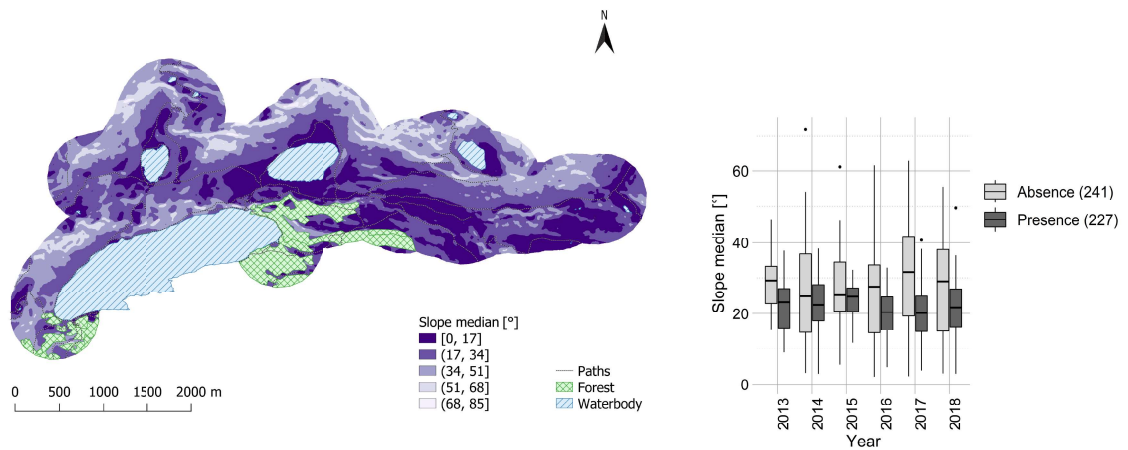 N
Slope median [°]
[0, 17]
(17, 34]
(34, 51]
(51, 68]
(68, 85]
Paths
Forest
Waterbody
0 500 1000 1500 2000 m
Slope median [°]
60
40
20
0
2013 2014 2015 2016 2017 2018
Year
Absence (241)
Presence (227)